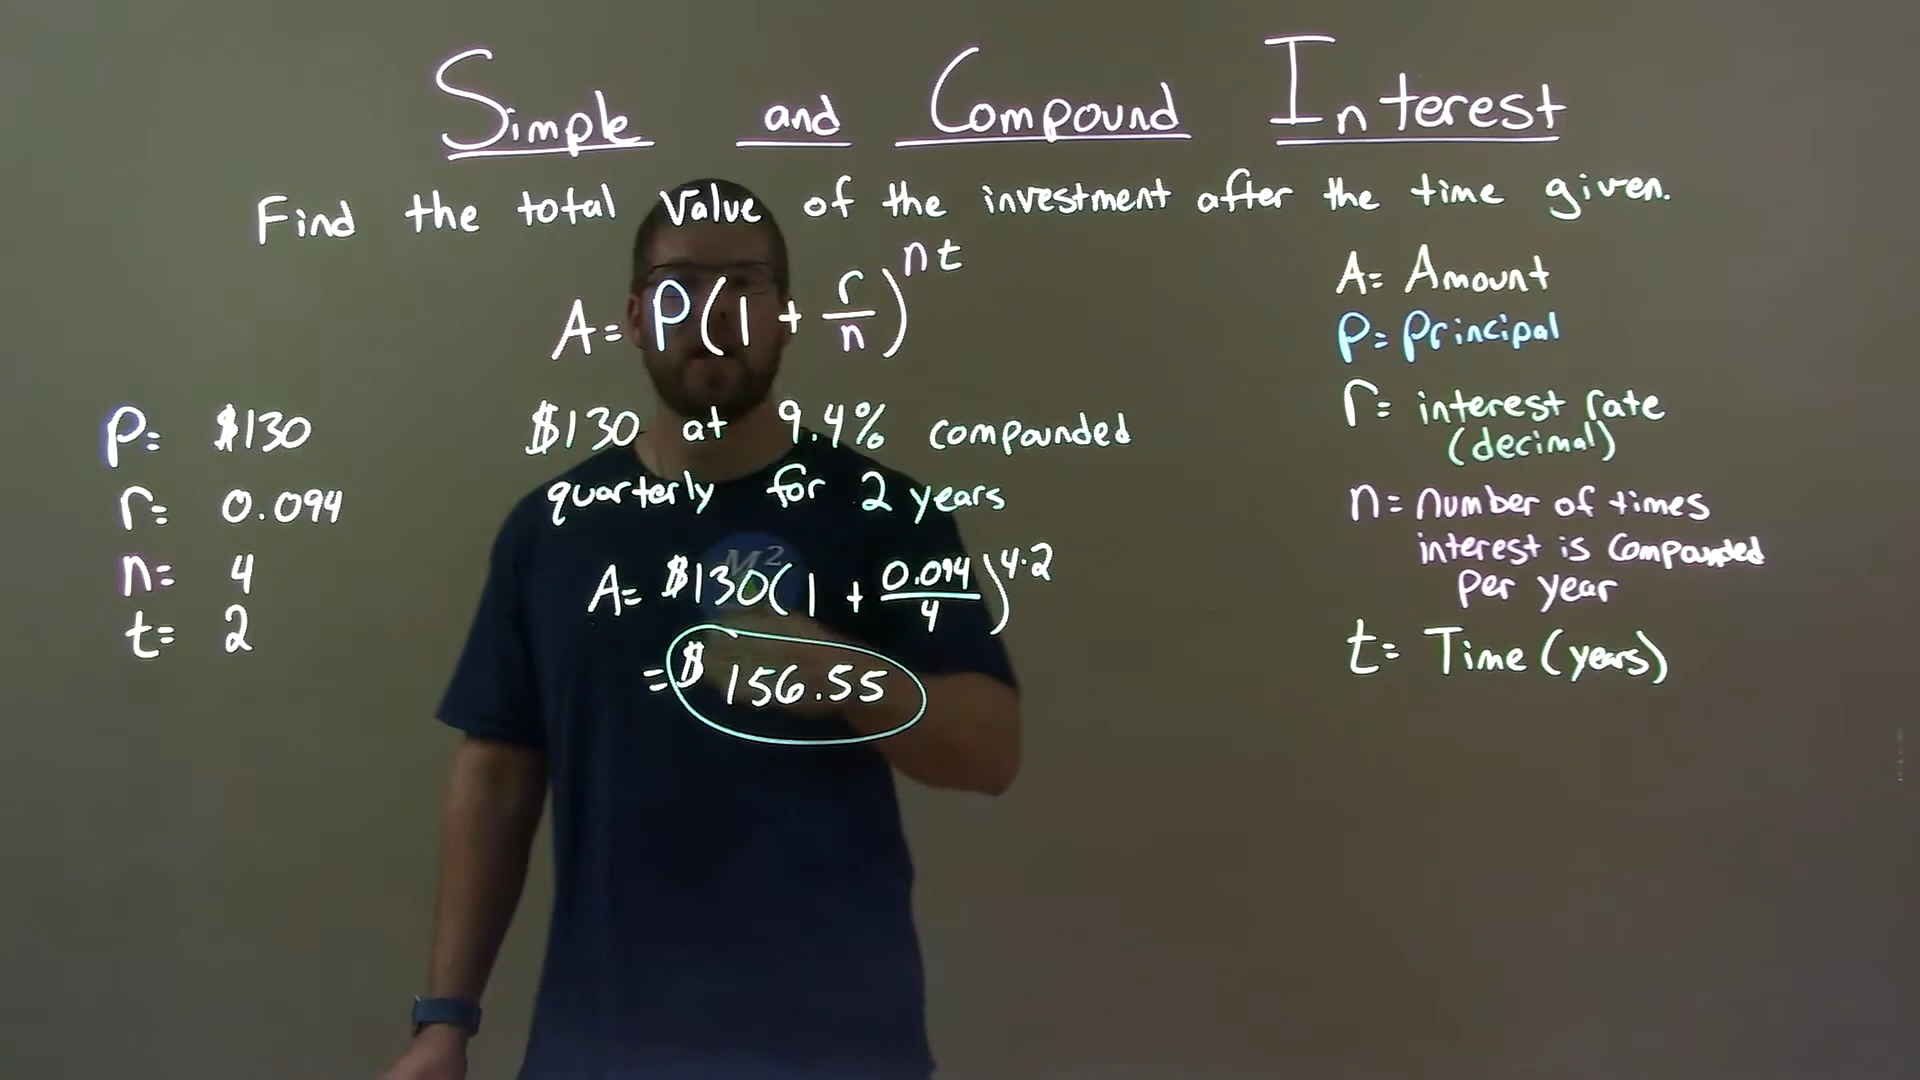 Simple and Compound Interest
Find the total Value of the investment after the time given.
A = P(1 + r/n)^nt
A = Amount
P = Principal
r = interest rate
(decimal)
n = number of times
interest is compounded
per year
t = Time (years)
P = $130
r = 0.094
n = 4
t = 2
$130 at 9.4% compounded
quarterly for 2 years
M²
A = $130(1 + 0.094/4)^4·2
= $156.55